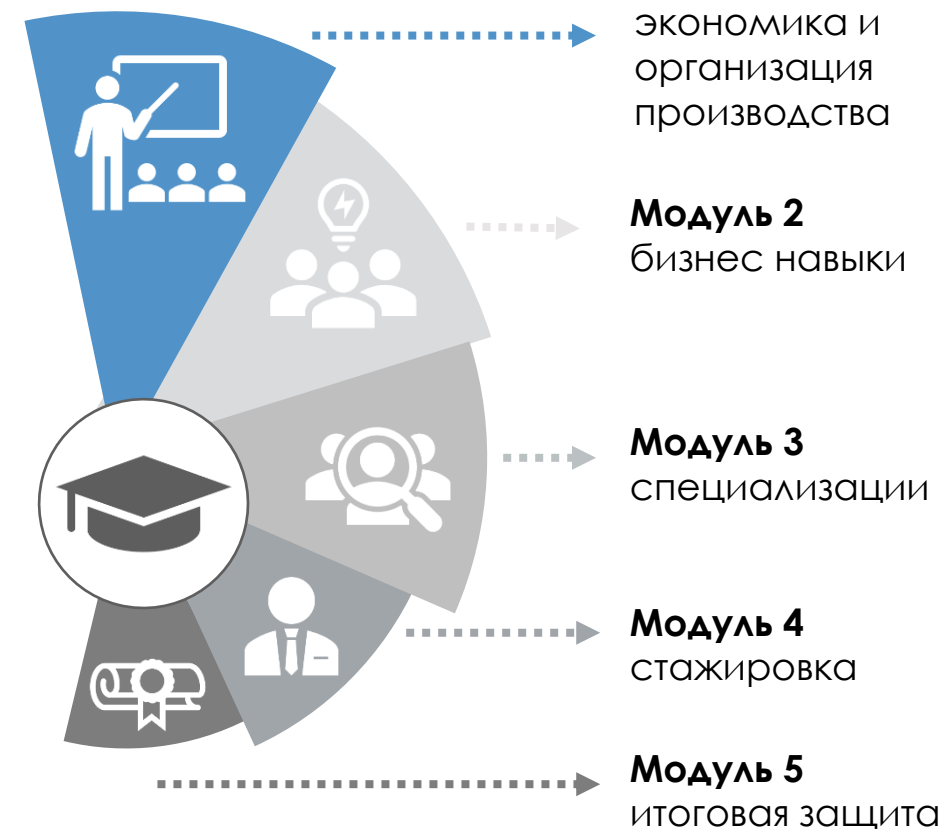 экономика и
организация
производства
Модуль 2
бизнес навыки
Модуль 3
специализации
Модуль 4
стажировка
Модуль 5
итоговая защита